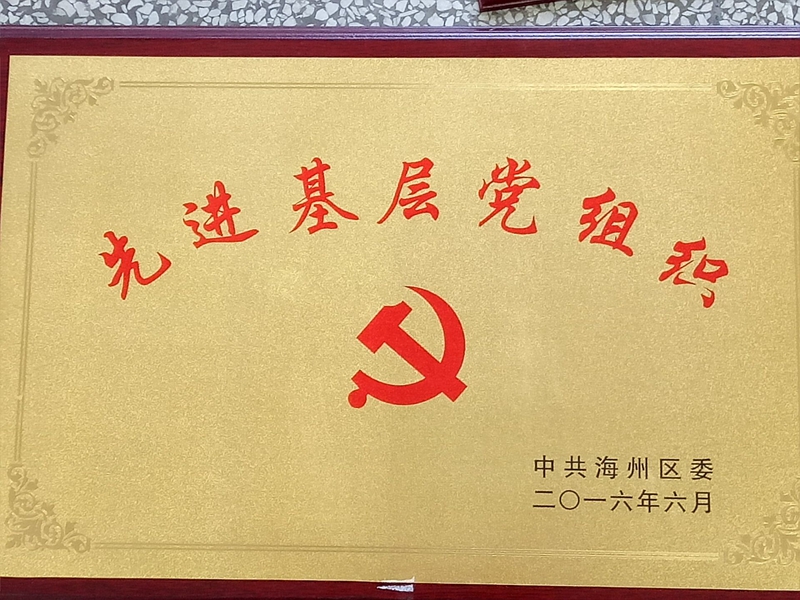 先进基层党组织
中共海州区委
二〇一六年六月